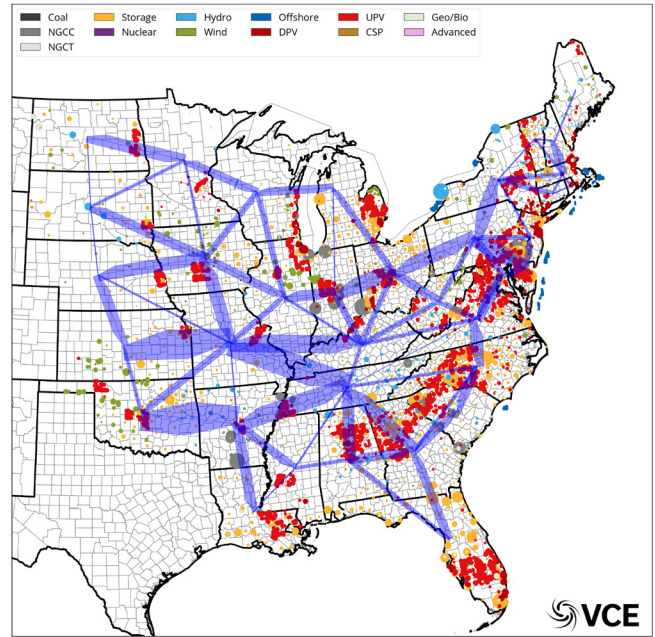 Coal Storage Hydro Offshore UPV Geo/Bio
NGCC Nuclear Wind DPV CSP Advanced
NGCT
VCE